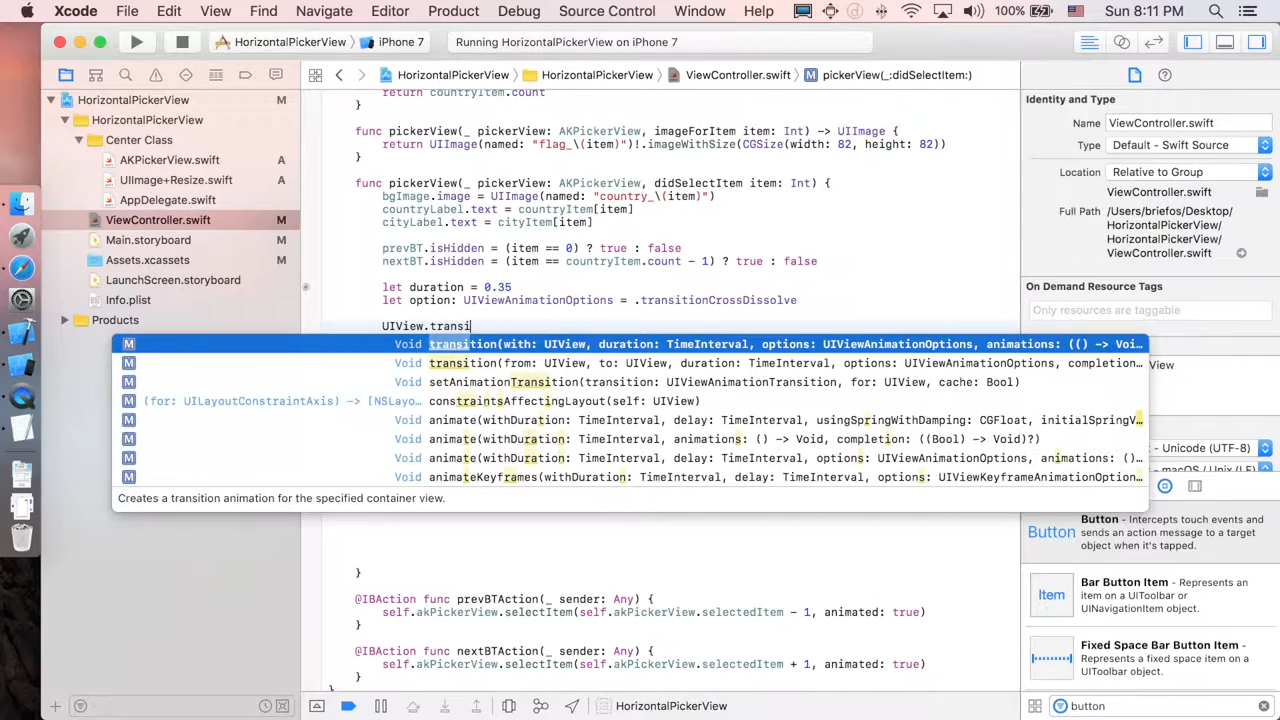 Xcode File Edit View Find Navigate Editor Product Debug Source Control Window Help 100% Sun 8:11 PM
HorizontalPickerView iPhone 7 Running HorizontalPickerView on iPhone 7
HorizontalPickerView HorizontalPickerView ViewController.swift M pickerView(_:didSelectItem:)
HorizontalPickerView M
HorizontalPickerView
Center Class
AKPickerView.swift A
UIImage+Resize.swift A
AppDelegate.swift
ViewController.swift M
Main.storyboard M
Assets.xcassets M
LaunchScreen.storyboard
Info.plist
Products
return countryItem.count
}
func pickerView(_ pickerView: AKPickerView, imageForItem item: Int) -> UIImage {
return UIImage(named: "flag_\(item)")!.imageWithSize(CGSize(width: 82, height: 82))
}
func pickerView(_ pickerView: AKPickerView, didSelectItem item: Int) {
bgImage.image = UIImage(named: "country_\(item)")
countryLabel.text = countryItem[item]
cityLabel.text = cityItem[item]
prevBT.isHidden = (item == 0) ? true : false
nextBT.isHidden = (item == countryItem.count - 1) ? true : false
let duration = 0.35
let option: UIViewAnimationOptions = .transitionCrossDissolve
UIView.transi
M Void transition(with: UIView, duration: TimeInterval, options: UIViewAnimationOptions, animations: (() -> Voi…
M Void transition(from: UIView, to: UIView, duration: TimeInterval, options: UIViewAnimationOptions, completion…
M Void setAnimationTransition(transition: UIViewAnimationTransition, for: UIView, cache: Bool)
M (for: UILayoutConstraintAxis) -> [NSLayo… constraintsAffectingLayout(self: UIView)
M Void animate(withDuration: TimeInterval, delay: TimeInterval, usingSpringWithDamping: CGFloat, initialSpringV…
M Void animate(withDuration: TimeInterval, animations: () -> Void, completion: ((Bool) -> Void)?)
M Void animate(withDuration: TimeInterval, delay: TimeInterval, options: UIViewAnimationOptions, animations: ()…
M Void animateKeyframes(withDuration: TimeInterval, delay: TimeInterval, options: UIViewKeyframeAnimationOption…
Creates a transition animation for the specified container view.
}
@IBAction func prevBTAction(_ sender: Any) {
self.akPickerView.selectItem(self.akPickerView.selectedItem - 1, animated: true)
}
@IBAction func nextBTAction(_ sender: Any) {
self.akPickerView.selectItem(self.akPickerView.selectedItem + 1, animated: true)
}
HorizontalPickerView
Identity and Type
Name ViewController.swift
Type Default - Swift Source
Location Relative to Group
ViewController.swift
Full Path /Users/briefos/Desktop/
HorizontalPickerView/
HorizontalPickerView/
ViewController.swift
On Demand Resource Tags
Only resources are taggable
View
- Unicode (UTF-8)
- macOS / Unix (LF)
Button
Button - Intercepts touch events and
sends an action message to a target
object when it's tapped.
Item
Bar Button Item - Represents an
item on a UIToolbar or
UINavigationItem object.
Fixed Space Bar Button Item -
Represents a fixed space item on a
UIToolbar object.
button